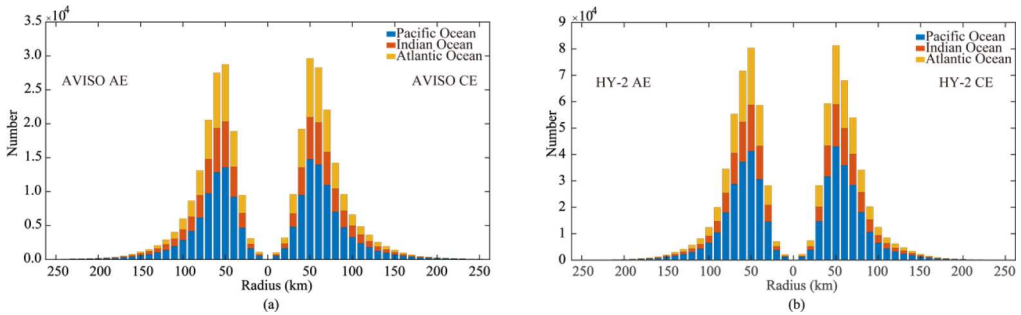 ×10⁴
3.5
3.0
2.5
2.0
1.5
1.0
0.5
0.0
Number
Pacific Ocean
Indian Ocean
Atlantic Ocean
AVISO AE
AVISO CE
250 200 150 100 50 0 50 100 150 200 250
Radius (km)
(a)
×10⁴
9
8
7
6
5
4
3
2
1
0
Number
Pacific Ocean
Indian Ocean
Atlantic Ocean
HY-2 AE
HY-2 CE
250 200 150 100 50 0 50 100 150 200 250
Radius (km)
(b)